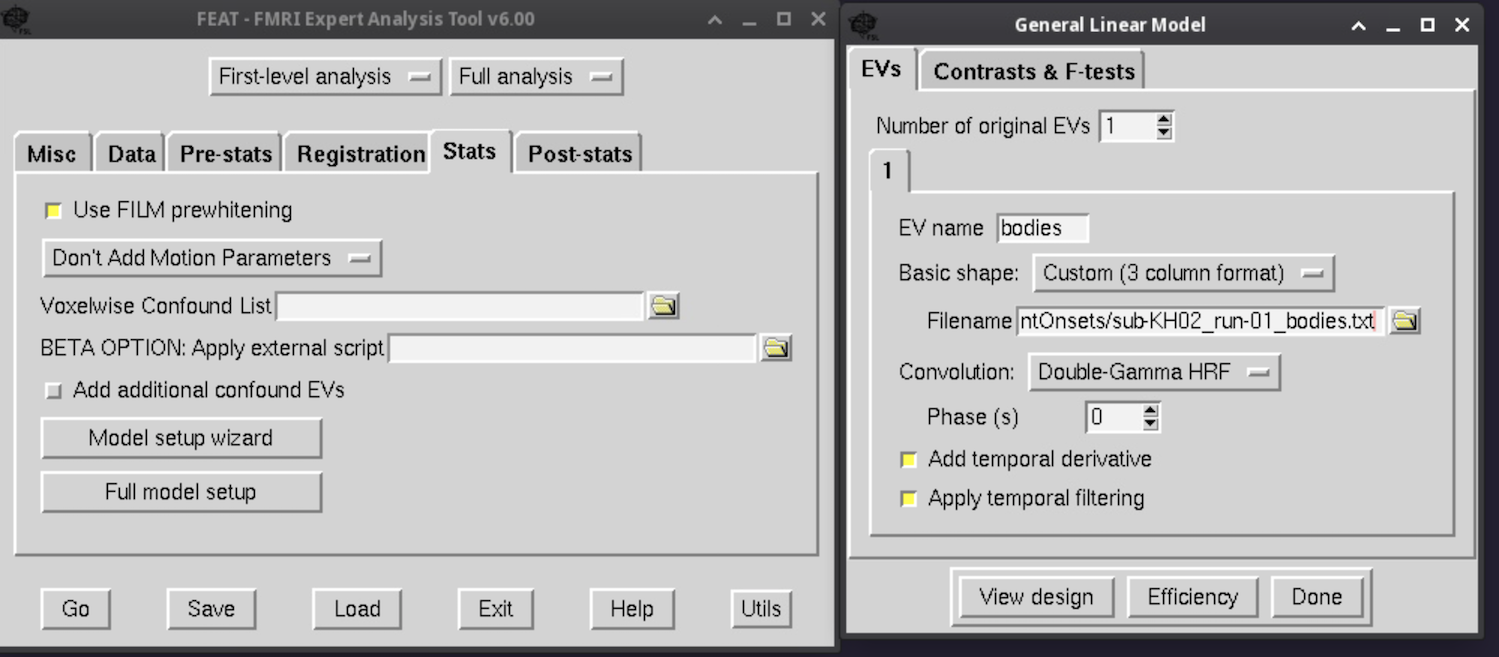 FEAT - FMRI Expert Analysis Tool v6.00
First-level analysis
Full analysis
Misc
Data
Pre-stats
Registration
Stats
Post-stats
Use FILM prewhitening
Don't Add Motion Parameters
Voxelwise Confound List
BETA OPTION: Apply external script
Add additional confound EVs
Model setup wizard
Full model setup
Go
Save
Load
Exit
Help
Utils
General Linear Model
EVs
Contrasts & F-tests
Number of original EVs 1
1
EV name bodies
Basic shape: Custom (3 column format)
Filename ntOnsets/sub-KH02_run-01_bodies.txt
Convolution: Double-Gamma HRF
Phase (s) 0
Add temporal derivative
Apply temporal filtering
View design
Efficiency
Done